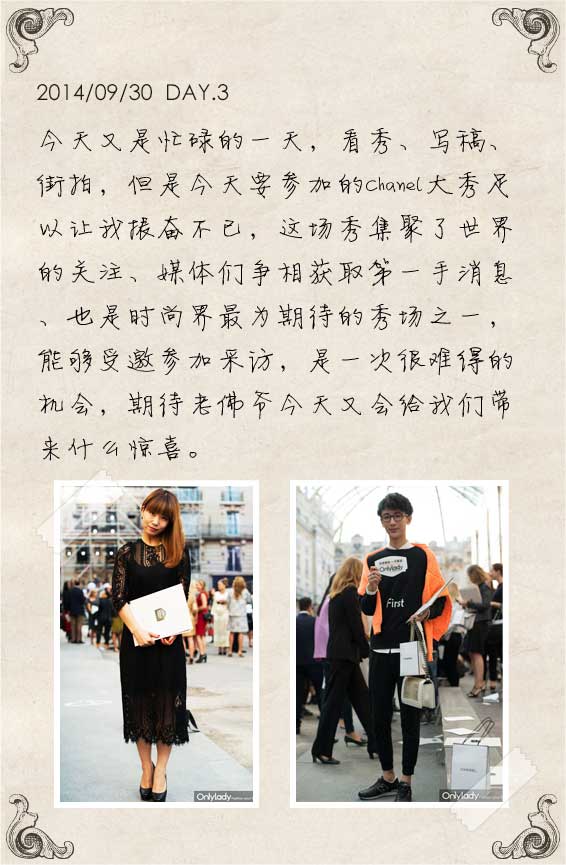 2014/09/30 DAY.3
今天又是忙碌的一天，看秀、写稿、
街拍，但是今天要参加的Chanel大秀足
以让我振奋不已，这场秀集聚了世界
的关注、媒体们争相获取第一手消息
、也是时尚界最为期待的秀场之一，
能够受邀参加采访，是一次很难得的
机会，期待老佛爷今天又会给我们带
来什么惊喜。
Onlylady
First
CHANEL
Onlylady
Onlylady